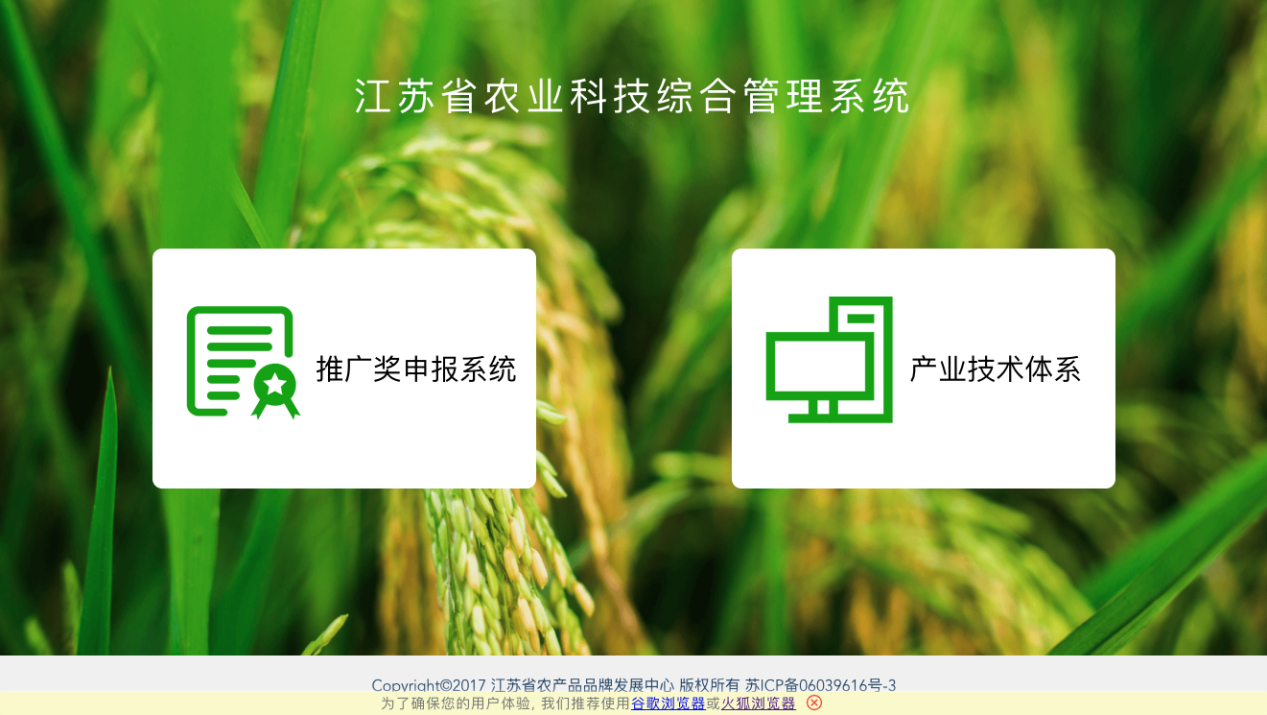 江苏省农业科技综合管理系统
推广奖申报系统
产业技术体系
Copyright©2017 江苏省农产品品牌发展中心 版权所有 苏ICP备06039616号-3
为了确保您的用户体验, 我们推荐使用谷歌浏览器或火狐浏览器